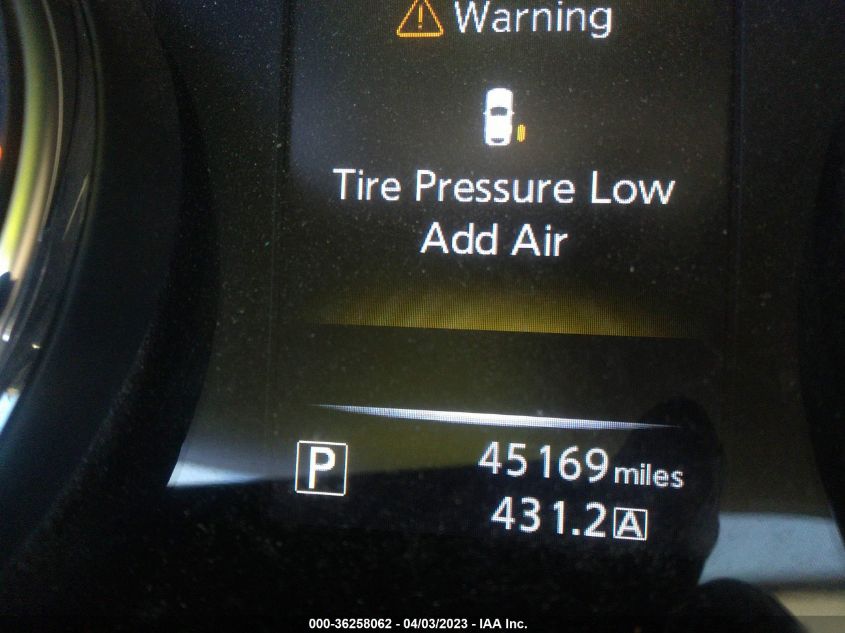 Warning
Tire Pressure Low
Add Air
P
45169 miles
431.2 A
000-36258062 - 04/03/2023 - IAA Inc.